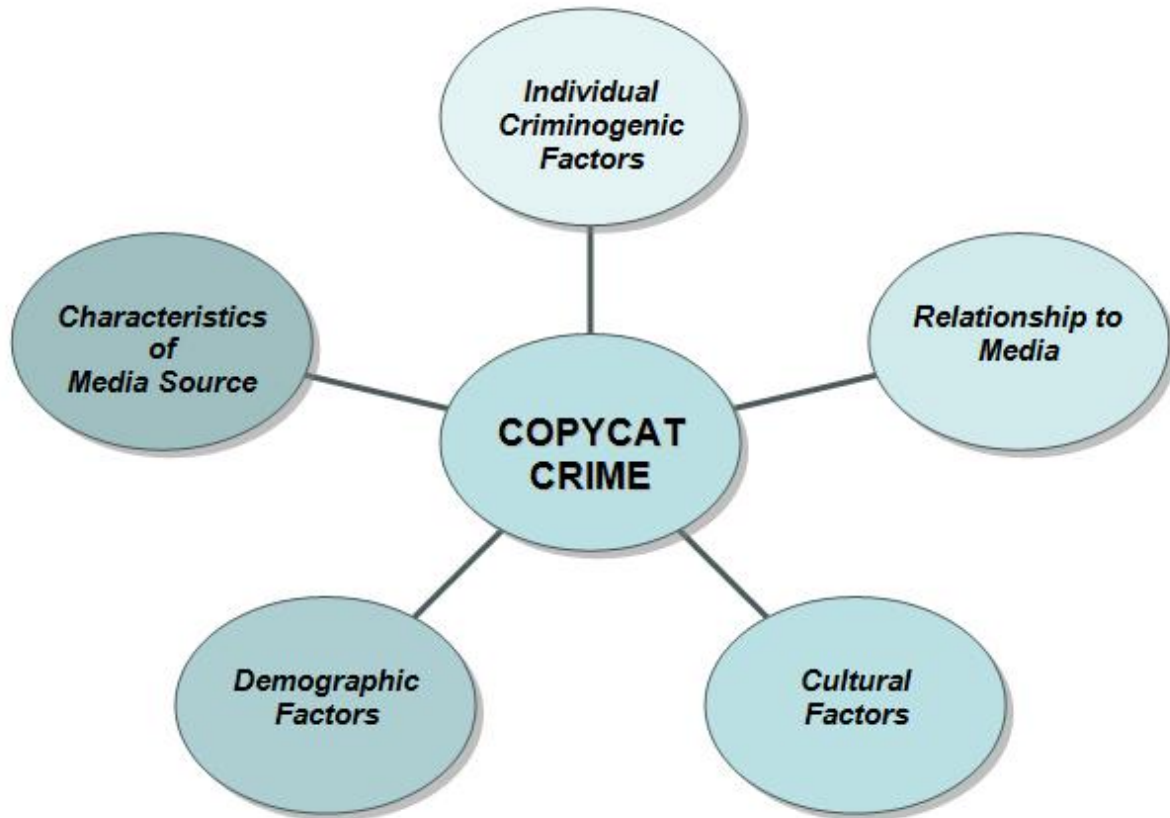 Individual
Criminogenic
Factors
Characteristics
of
Media Source
Relationship to
Media
COPYCAT
CRIME
Demographic
Factors
Cultural
Factors